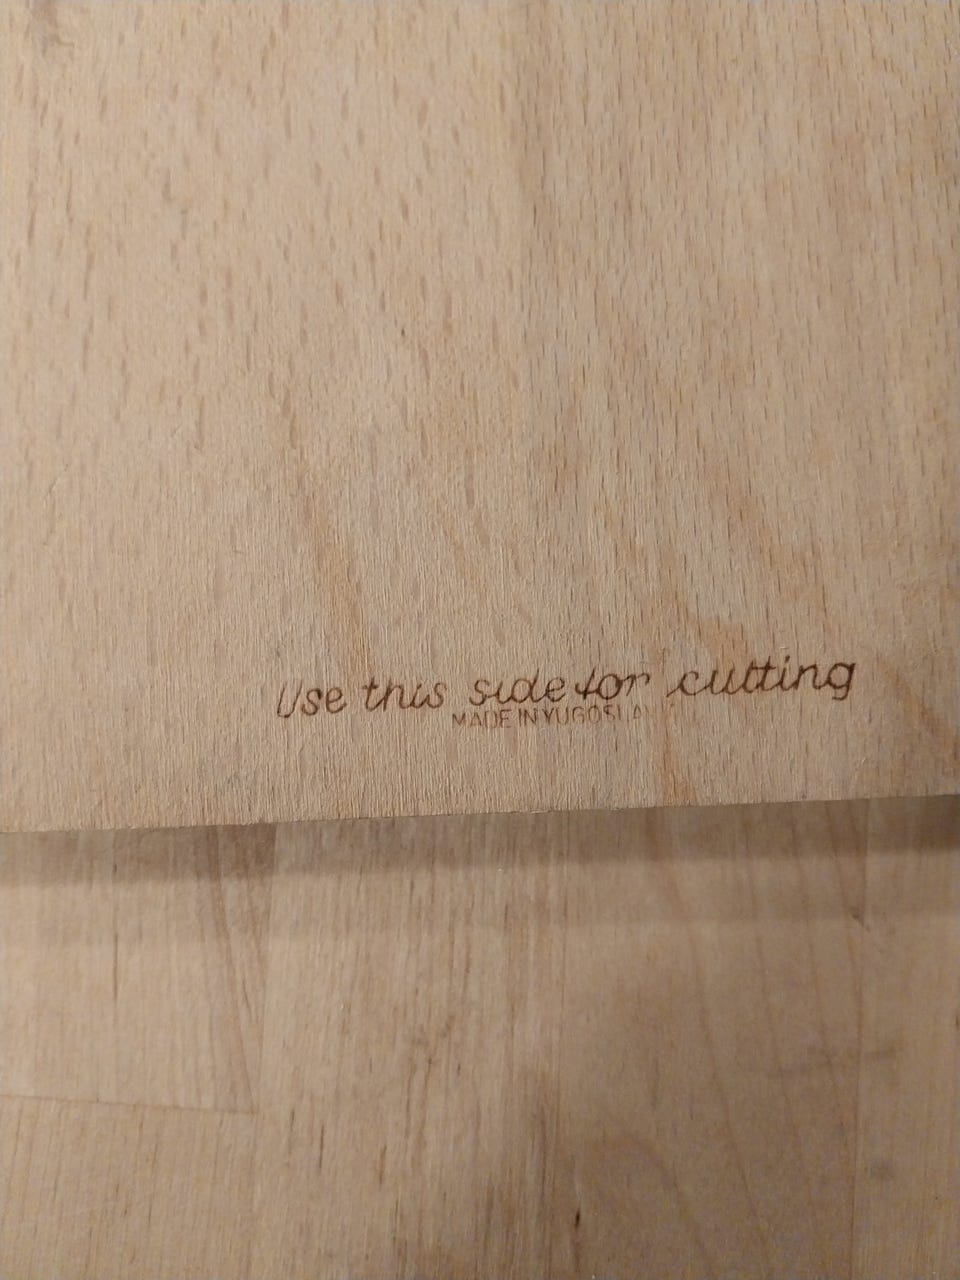 Use this side for cutting
MADE IN YUGOSLA